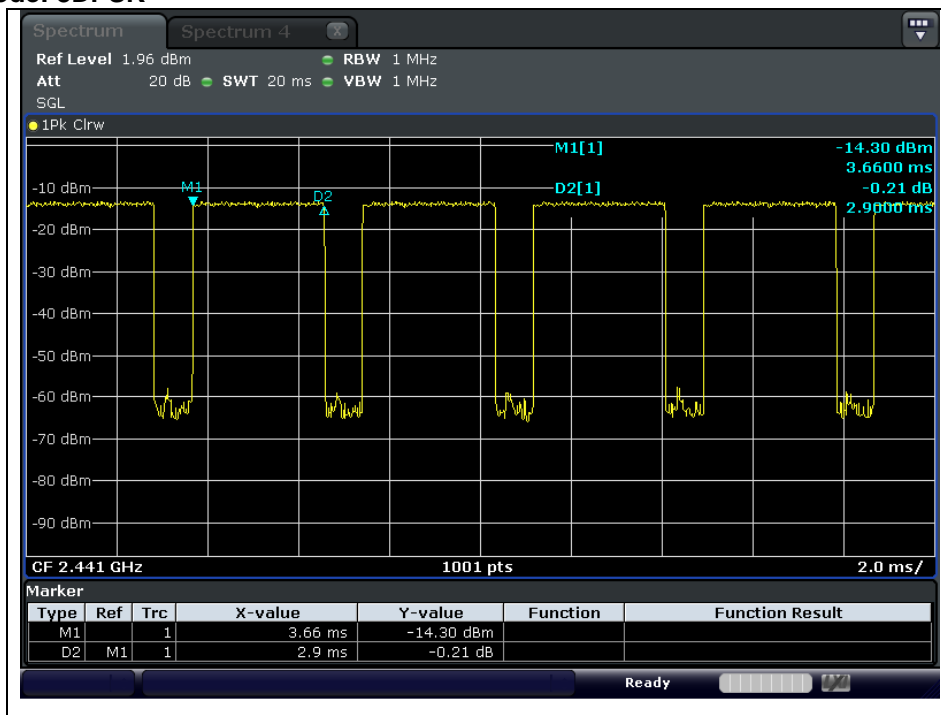 Spectrum Spectrum 4 X
Ref Level 1.96 dBm RBW 1 MHz
Att 20 dB SWT 20 ms VBW 1 MHz
SGL
1Pk Clrw
M1[1] -14.30 dBm
3.6600 ms
-10 dBm M1 D2 D2[1] -0.21 dB
2.9000 ms
-20 dBm
-30 dBm
-40 dBm
-50 dBm
-60 dBm
-70 dBm
-80 dBm
-90 dBm
CF 2.441 GHz 1001 pts 2.0 ms/
Marker
Type Ref Trc X-value Y-value Function Function Result
M1 1 3.66 ms -14.30 dBm
D2 M1 1 2.9 ms -0.21 dB
Ready